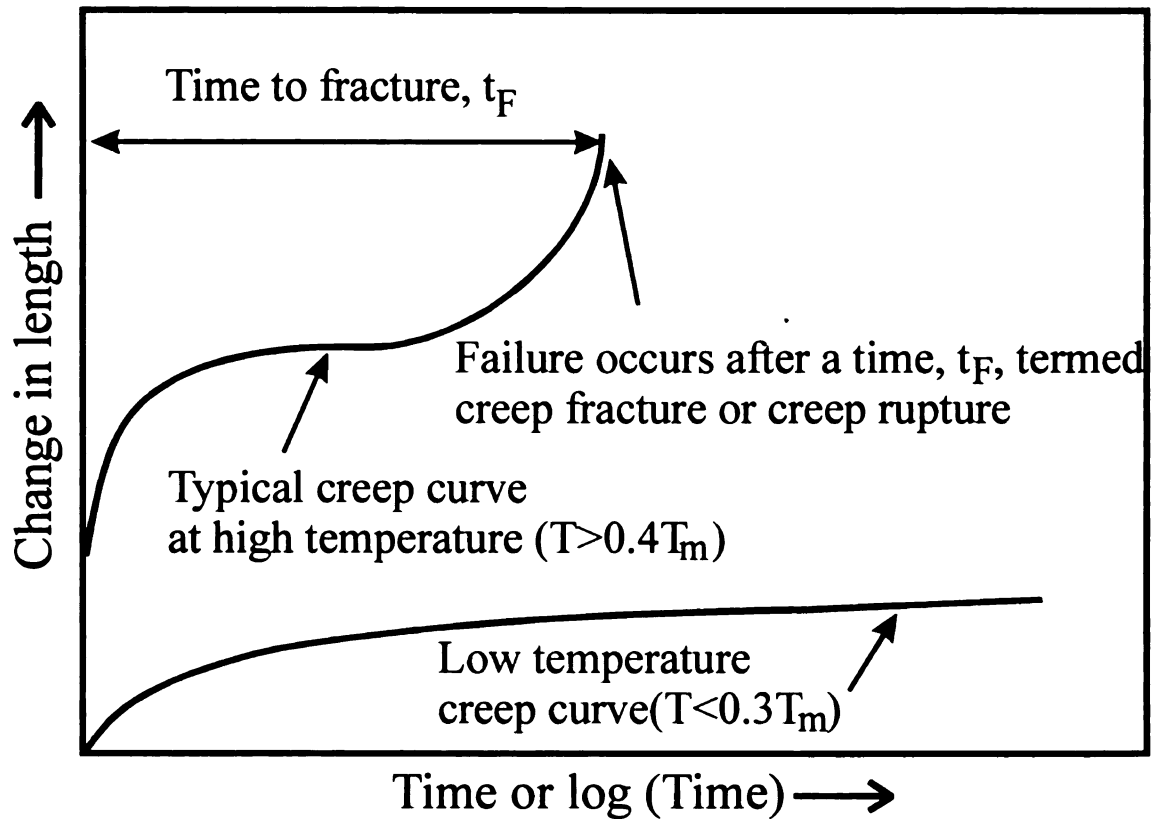 Time to fracture, tF
Change in length
Failure occurs after a time, tF, termed
creep fracture or creep rupture
Typical creep curve
at high temperature (T>0.4Tm)
Low temperature
creep curve(T<0.3Tm)
Time or log (Time)